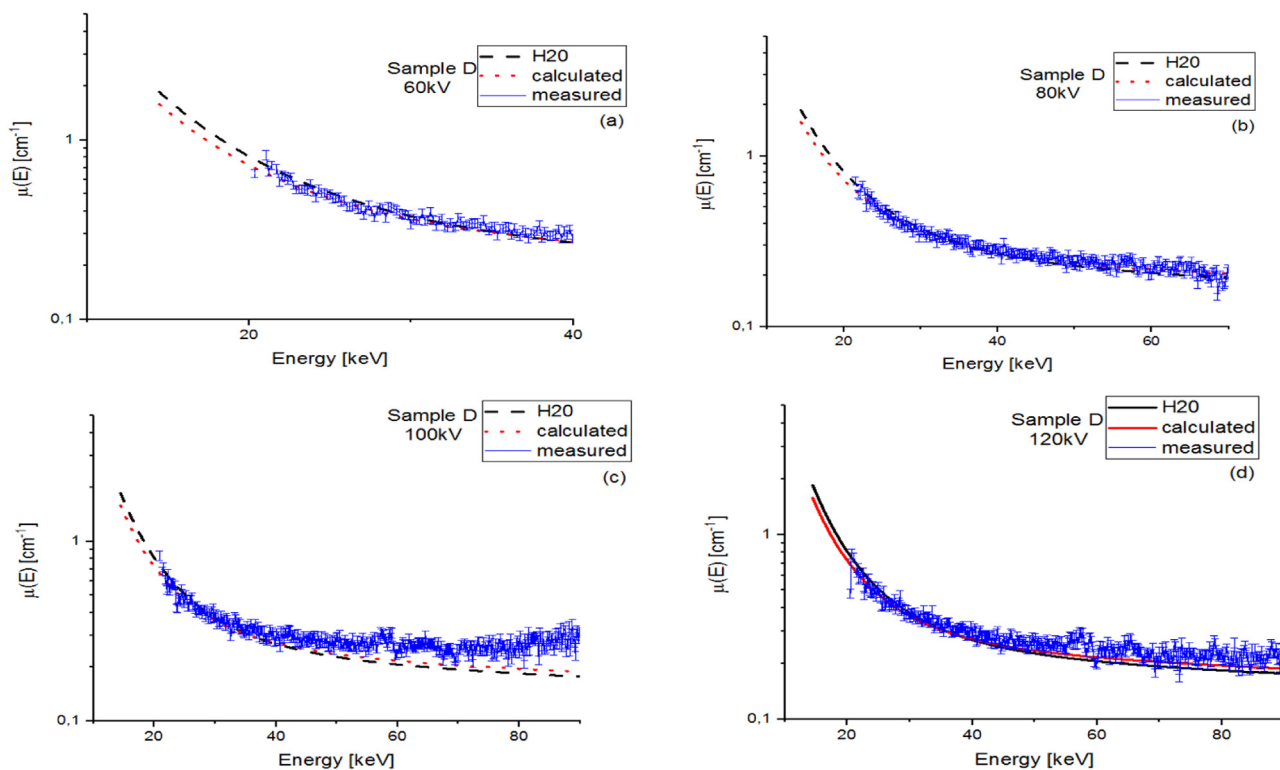 Sample D
60kV
H20
calculated
measured
(a)
μ(E) [cm⁻¹]
1
0,1
20
40
Energy [keV]
Sample D
80kV
H20
calculated
measured
(b)
μ(E) [cm⁻¹]
1
0,1
20
40
60
Energy [keV]
Sample D
100kV
H20
calculated
measured
(c)
μ(E) [cm⁻¹]
1
0,1
20
40
60
80
Energy [keV]
Sample D
120kV
H20
calculated
measured
(d)
μ(E) [cm⁻¹]
1
0,1
20
40
60
80
Energy [keV]